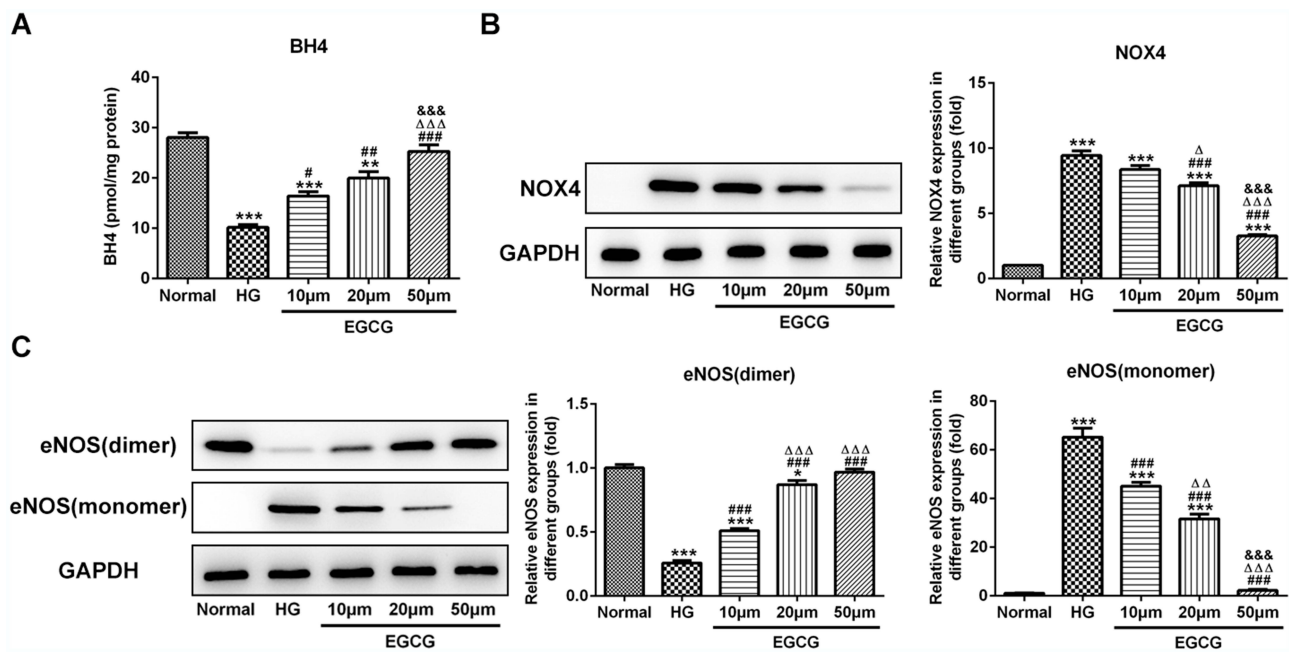 A
BH4
BH4 (pmol/mg protein)
40
30
20
10
0
***
#
***
##
**
&&&
ΔΔΔ
###
Normal HG 10μm 20μm 50μm
EGCG
B
NOX4
GAPDH
Normal HG 10μm 20μm 50μm
EGCG
NOX4
Relative NOX4 expression in
different groups (fold)
15
10
5
0
***
***
Δ
###
***
&&&
ΔΔΔ
###
***
Normal HG 10μm 20μm 50μm
EGCG
C
eNOS(dimer)
eNOS(monomer)
GAPDH
Normal HG 10μm 20μm 50μm
EGCG
eNOS(dimer)
Relative eNOS expression in
different groups (fold)
1.5
1.0
0.5
0.0
***
###
***
ΔΔΔ
###
*
ΔΔΔ
###
Normal HG 10μm 20μm 50μm
EGCG
eNOS(monomer)
Relative eNOS expression in
different groups (fold)
80
60
40
20
0
***
###
***
ΔΔ
###
***
&&&
ΔΔΔ
###
Normal HG 10μm 20μm 50μm
EGCG